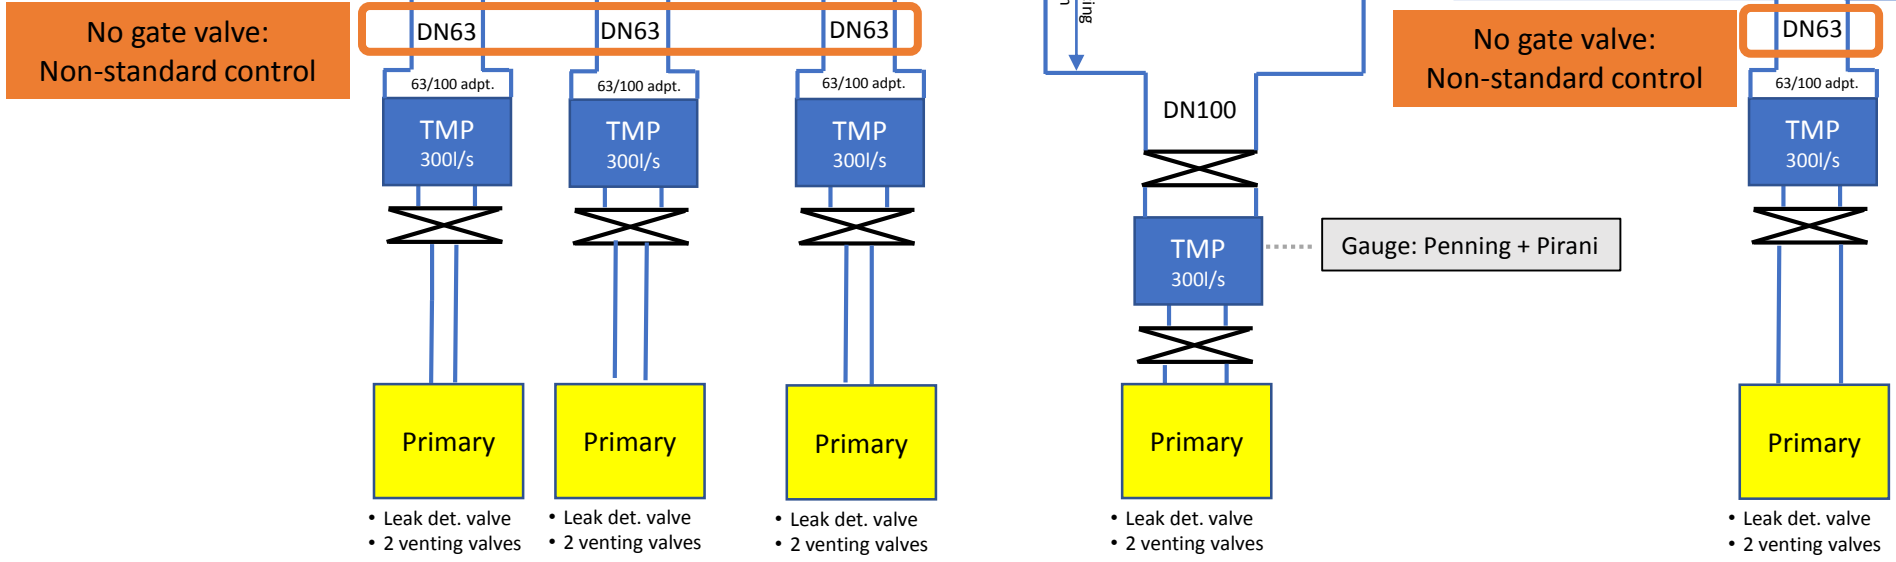 No gate valve:
Non-standard control
DN63
DN63
DN63
63/100 adpt.
63/100 adpt.
63/100 adpt.
TMP
300l/s
TMP
300l/s
TMP
300l/s
Primary
Primary
Primary
• Leak det. valve
• 2 venting valves
• Leak det. valve
• 2 venting valves
• Leak det. valve
• 2 venting valves
DN100
TMP
300l/s
Gauge: Penning + Pirani
Primary
• Leak det. valve
• 2 venting valves
No gate valve:
Non-standard control
DN63
63/100 adpt.
TMP
300l/s
Primary
• Leak det. valve
• 2 venting valves